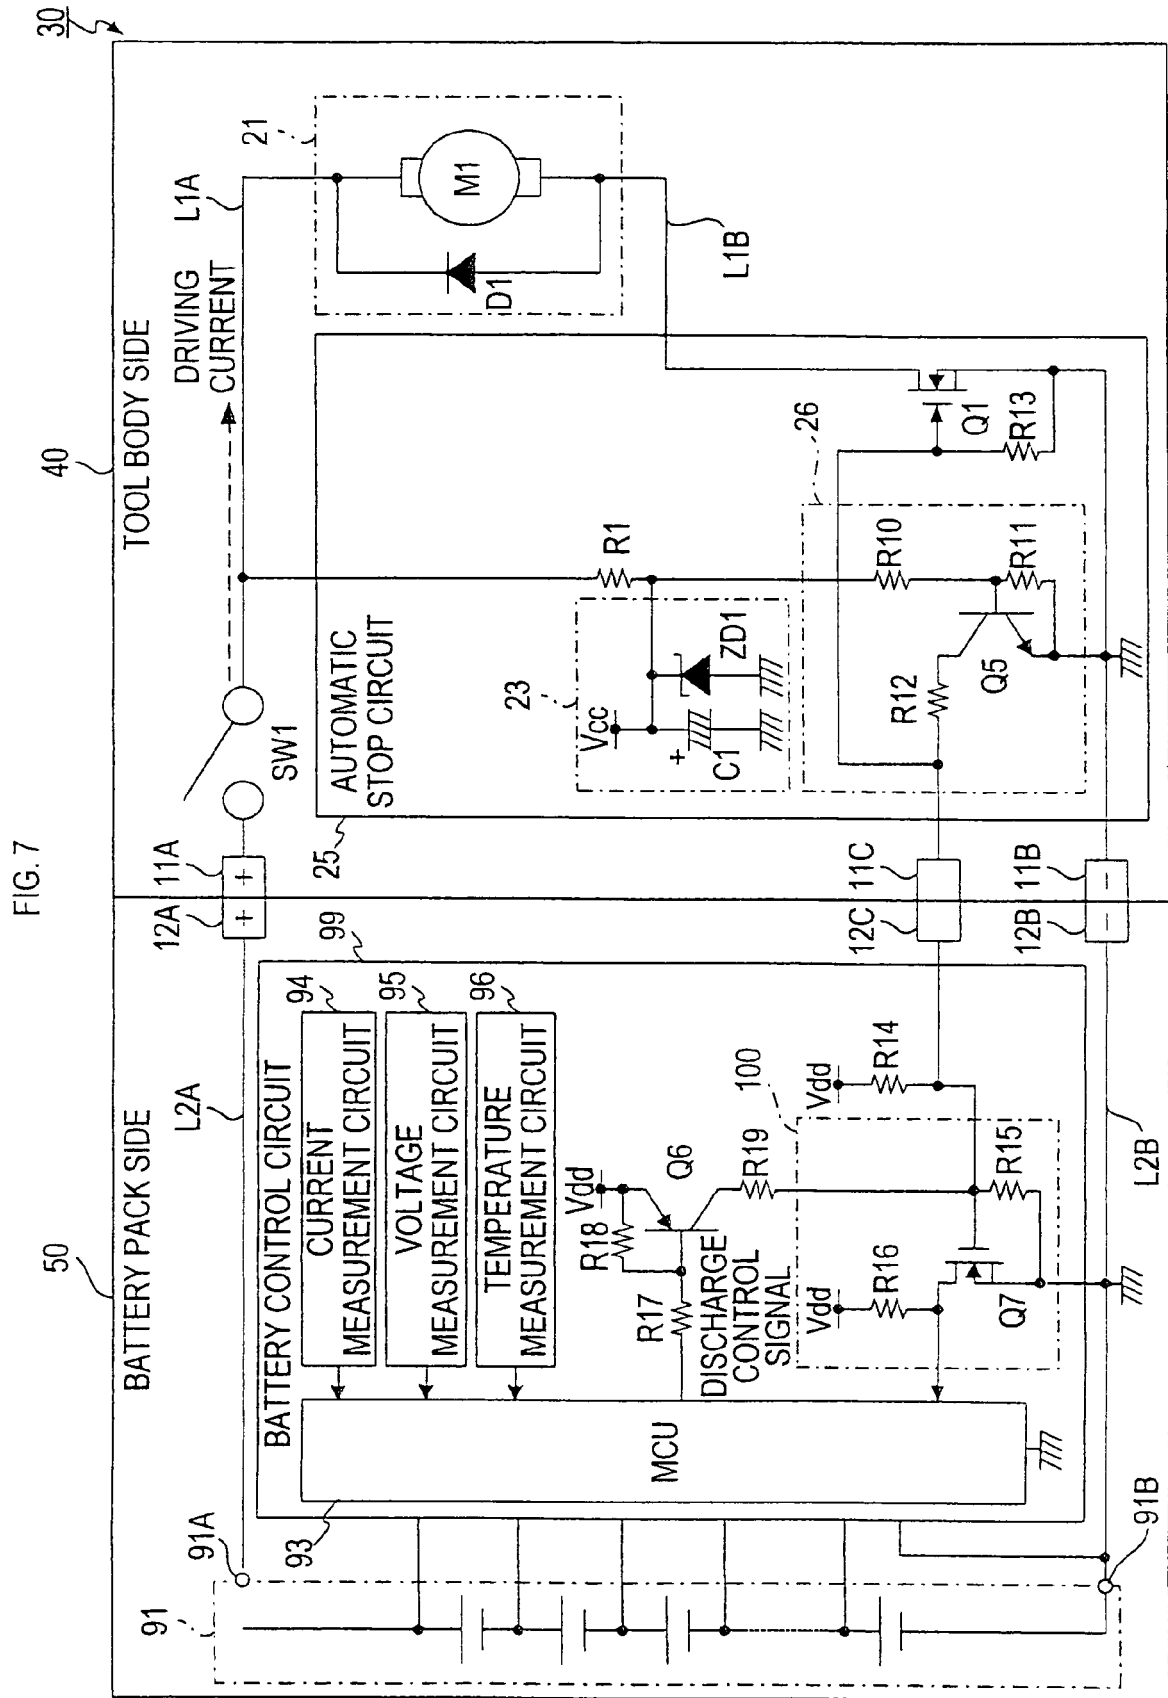 FIG. 7
30
50
BATTERY PACK SIDE
40
TOOL BODY SIDE
L2A
12A
11A
+
+
SW1
DRIVING
CURRENT
L1A
21
M1
D1
L1B
91
91A
91B
93
MCU
BATTERY CONTROL CIRCUIT
99
CURRENT
MEASUREMENT CIRCUIT
94
VOLTAGE
MEASUREMENT CIRCUIT
95
TEMPERATURE
MEASUREMENT CIRCUIT
96
Vdd
R18
R17
Q6
R19
DISCHARGE
CONTROL
SIGNAL
100
Vdd
R16
Q7
R15
Vdd
R14
L2B
12C
11C
12B
11B
−
−
25
AUTOMATIC
STOP CIRCUIT
23
Vcc
+
C1
ZD1
R1
26
R12
Q5
R10
R11
Q1
R13